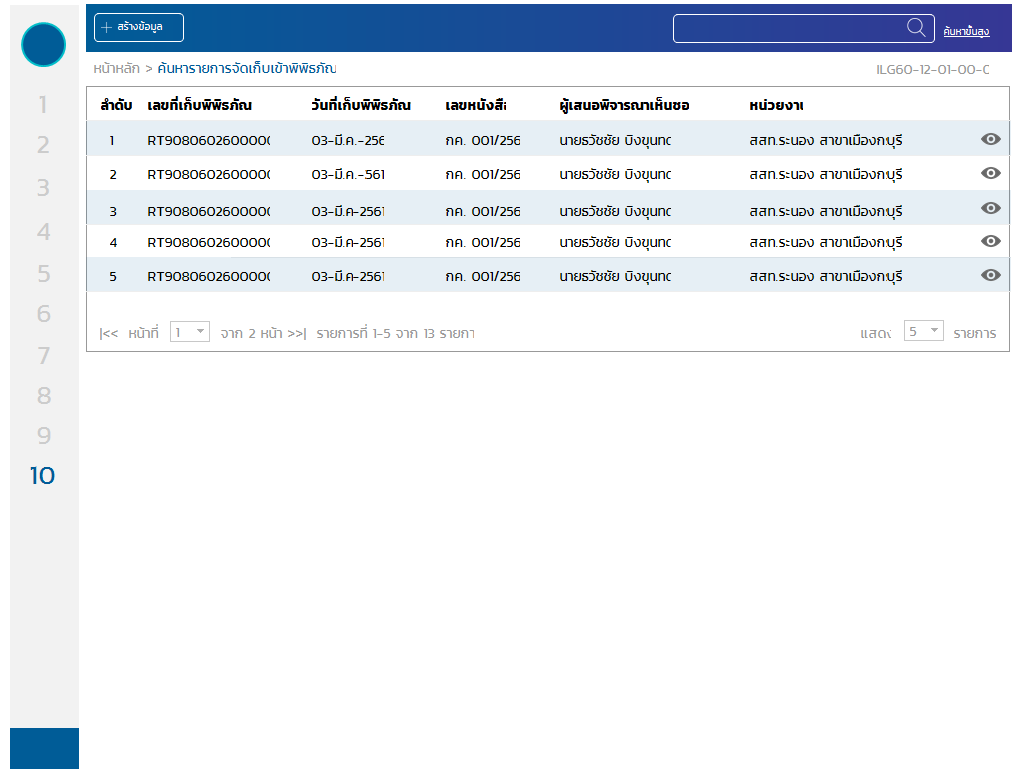 สร้างข้อมูล
ค้นหาขั้นสูง
หน้าหลัก > ค้นหารายการจัดเก็บเข้าพิพิธภัณ
ILG60-12-01-00-0
ลำดับ เลขที่เก็บพิพิธภัณ วันที่เก็บพิพิธภัณ เลขหนังสือ ผู้เสนอพิจารณาเห็นชอ หน่วยงาน
1 RT9080602600000 03-มี.ค.-256 กค. 001/256 นายธวัชชัย บิงขุนทด สสท.ระนอง สาขาเมืองกบุรี
2 RT9080602600000 03-มี.ค.-561 กค. 001/256 นายธวัชชัย บิงขุนทด สสท.ระนอง สาขาเมืองกบุรี
3 RT9080602600000 03-มี.ค-2561 กค. 001/256 นายธวัชชัย บิงขุนทด สสท.ระนอง สาขาเมืองกบุรี
4 RT9080602600000 03-มี.ค-2561 กค. 001/256 นายธวัชชัย บิงขุนทด สสท.ระนอง สาขาเมืองกบุรี
5 RT9080602600000 03-มี.ค-2561 กค. 001/256 นายธวัชชัย บิงขุนทด สสท.ระนอง สาขาเมืองกบุรี
|<< หน้าที่ 1 จาก 2 หน้า >>| รายการที่ 1-5 จาก 13 รายกา
แสดง 5 รายการ
1
2
3
4
5
6
7
8
9
10